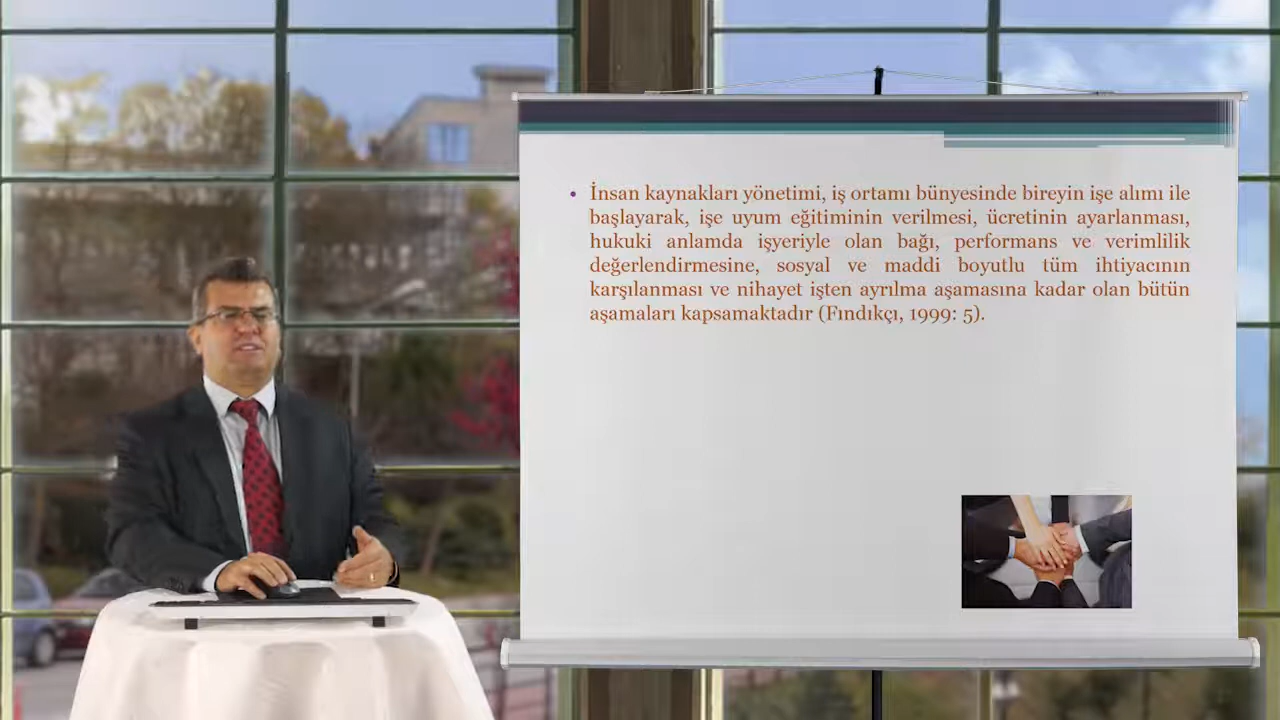 • İnsan kaynakları yönetimi, iş ortamı bünyesinde bireyin işe alımı ile
başlayarak, işe uyum eğitiminin verilmesi, ücretinin ayarlanması,
hukuki anlamda işyeriyle olan bağı, performans ve verimlilik
değerlendirmesine, sosyal ve maddi boyutlu tüm ihtiyacının
karşılanması ve nihayet işten ayrılma aşamasına kadar olan bütün
aşamaları kapsamaktadır (Fındıkçı, 1999: 5).